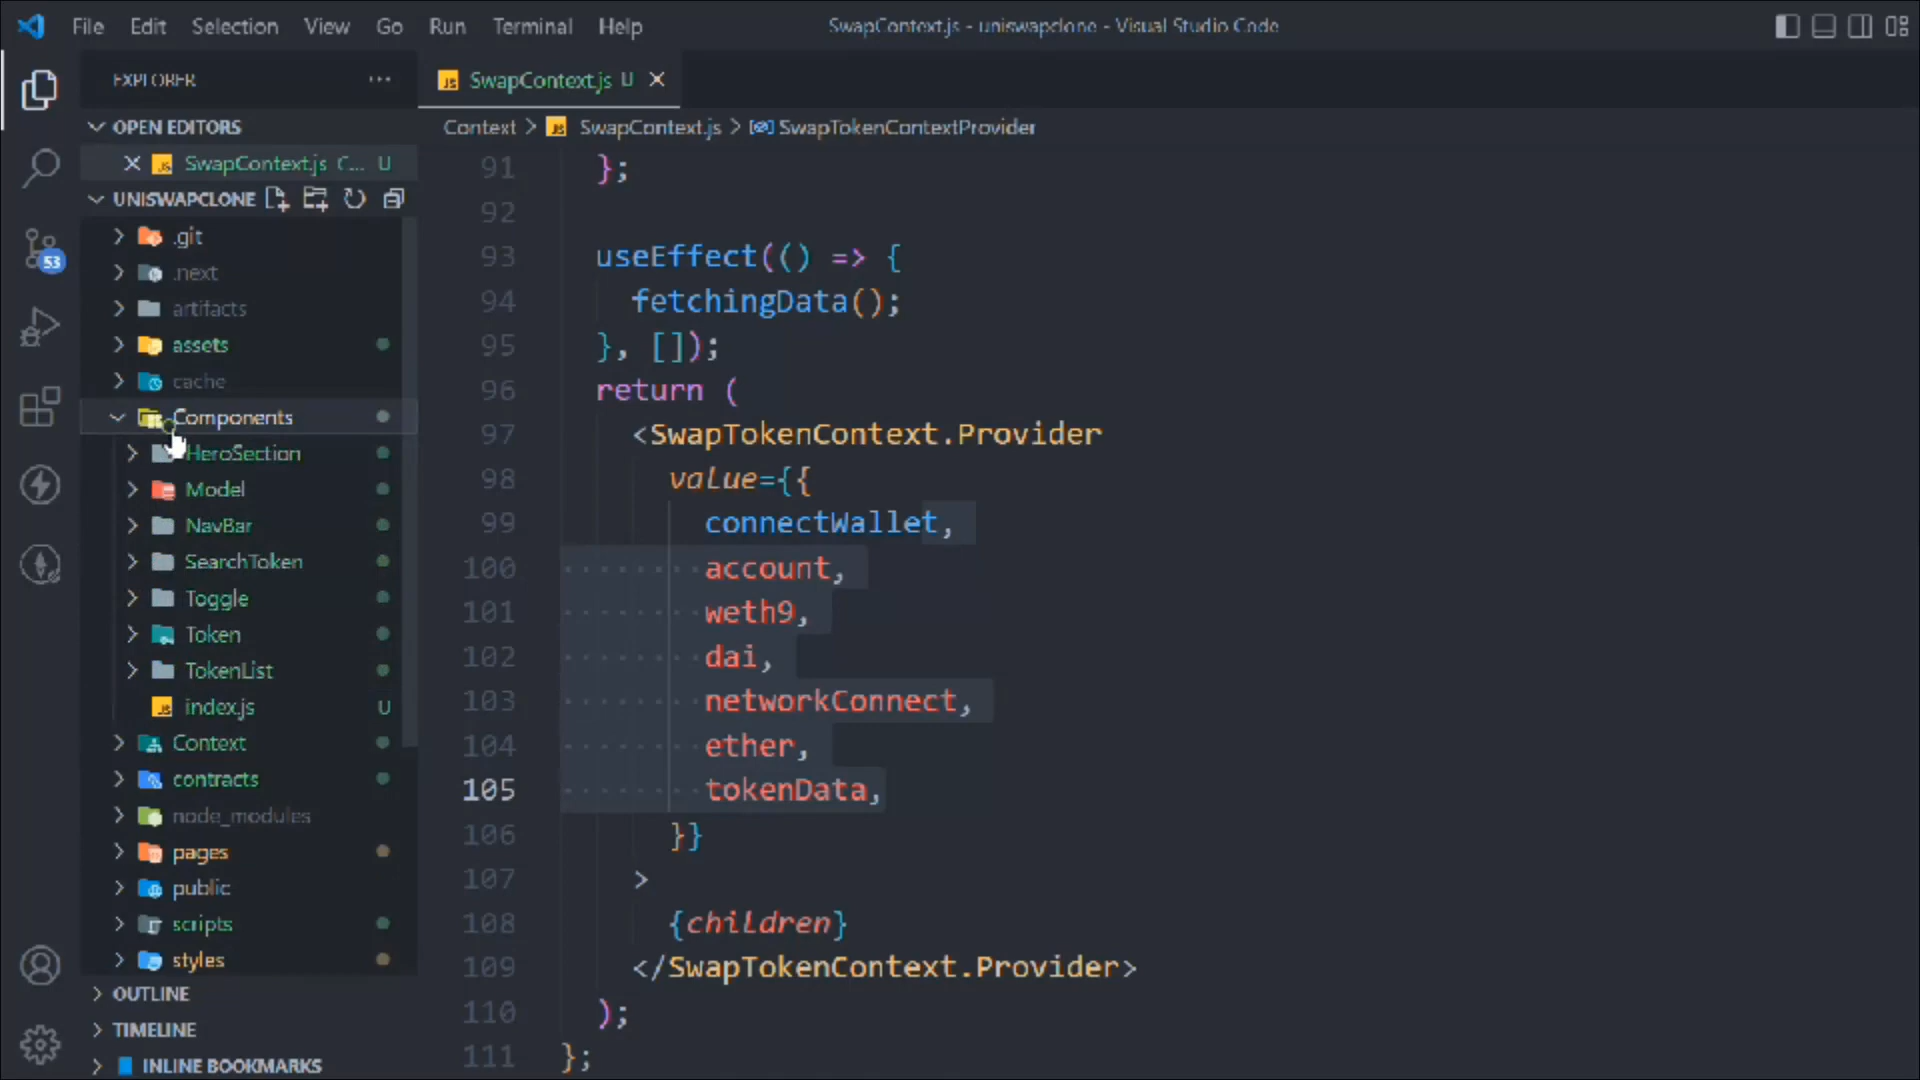 File Edit Selection View Go Run Terminal Help
SwapContext.js - uniswapclone - Visual Studio Code
EXPLORER
OPEN EDITORS
SwapContext.js C... U
UNISWAPCLONE
.git
.next
artifacts
assets
cache
Components
HeroSection
Model
NavBar
SearchToken
Toggle
Token
TokenList
index.js U
Context
contracts
node_modules
pages
public
scripts
styles
OUTLINE
TIMELINE
INLINE BOOKMARKS
53
SwapContext.js U
Context > SwapContext.js > SwapTokenContextProvider
91 };
92
93 useEffect(() => {
94 fetchingData();
95 }, []);
96 return (
97 <SwapTokenContext.Provider
98 value={{
99 connectWallet,
100 account,
101 weth9,
102 dai,
103 networkConnect,
104 ether,
105 tokenData,
106 }}
107 >
108 {children}
109 </SwapTokenContext.Provider>
110 );
111 };